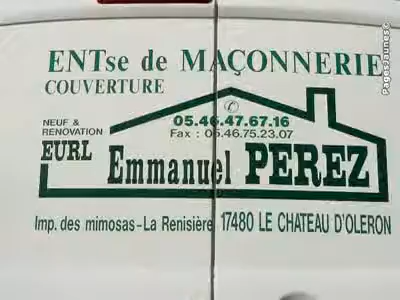 ENTse de MAÇONNERIE
COUVERTURE
NEUF &
RENOVATION
✆
05.46.47.67.16
Fax : 05.46.75.23.07
EURL Emmanuel PEREZ
Imp. des mimosas-La Renisière 17480 LE CHATEAU D'OLERON
PagesJaunes©